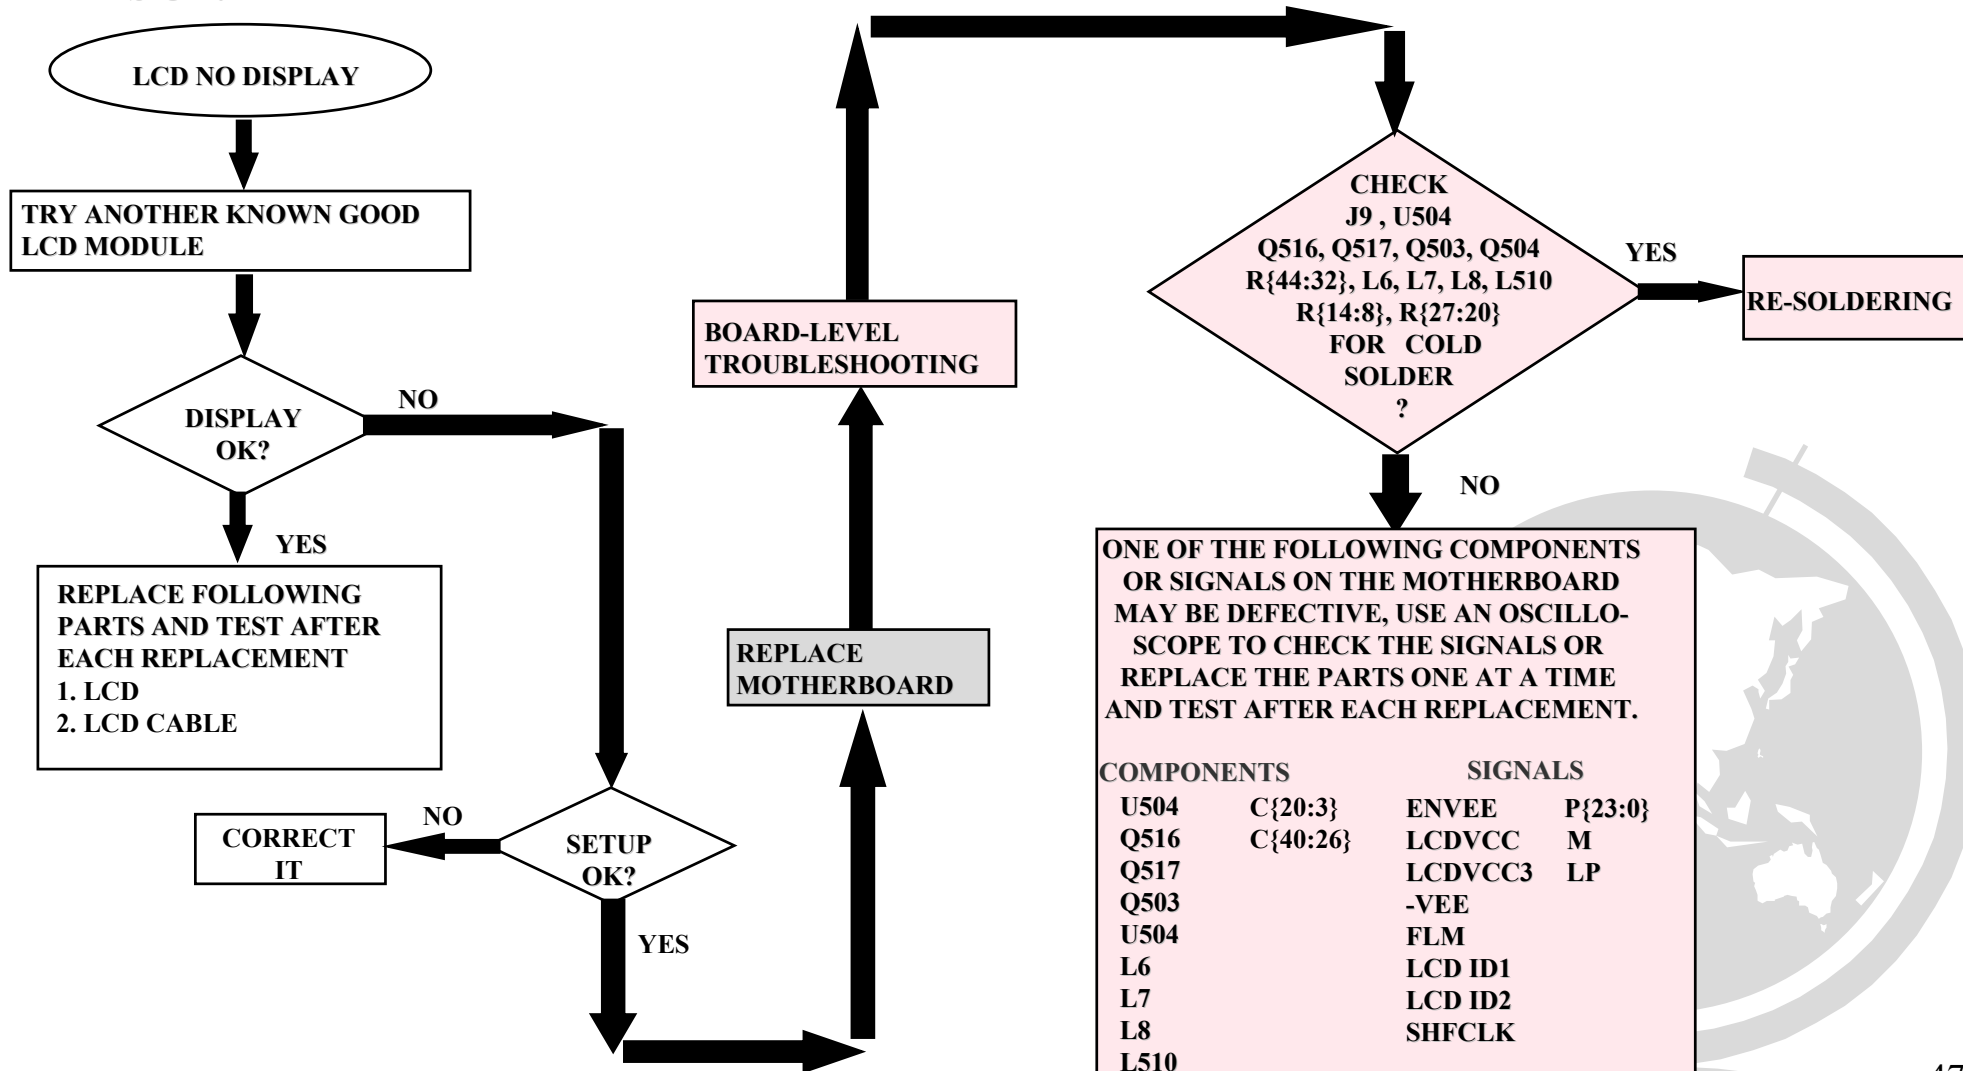 LCD NO DISPLAY
TRY ANOTHER KNOWN GOOD
LCD MODULE
DISPLAY
OK?
NO
YES
REPLACE FOLLOWING
PARTS AND TEST AFTER
EACH REPLACEMENT
1. LCD
2. LCD CABLE
SETUP
OK?
NO
CORRECT
IT
YES
REPLACE
MOTHERBOARD
BOARD-LEVEL
TROUBLESHOOTING
CHECK
J9 , U504
Q516, Q517, Q503, Q504
R{44:32}, L6, L7, L8, L510
R{14:8}, R{27:20}
FOR COLD
SOLDER
?
YES
RE-SOLDERING
NO
ONE OF THE FOLLOWING COMPONENTS
OR SIGNALS ON THE MOTHERBOARD
MAY BE DEFECTIVE, USE AN OSCILLO-
SCOPE TO CHECK THE SIGNALS OR
REPLACE THE PARTS ONE AT A TIME
AND TEST AFTER EACH REPLACEMENT.
COMPONENTS SIGNALS
U504 C{20:3} ENVEE P{23:0}
Q516 C{40:26} LCDVCC M
Q517 LCDVCC3 LP
Q503 -VEE
U504 FLM
L6 LCD ID1
L7 LCD ID2
L8 SHFCLK
L510